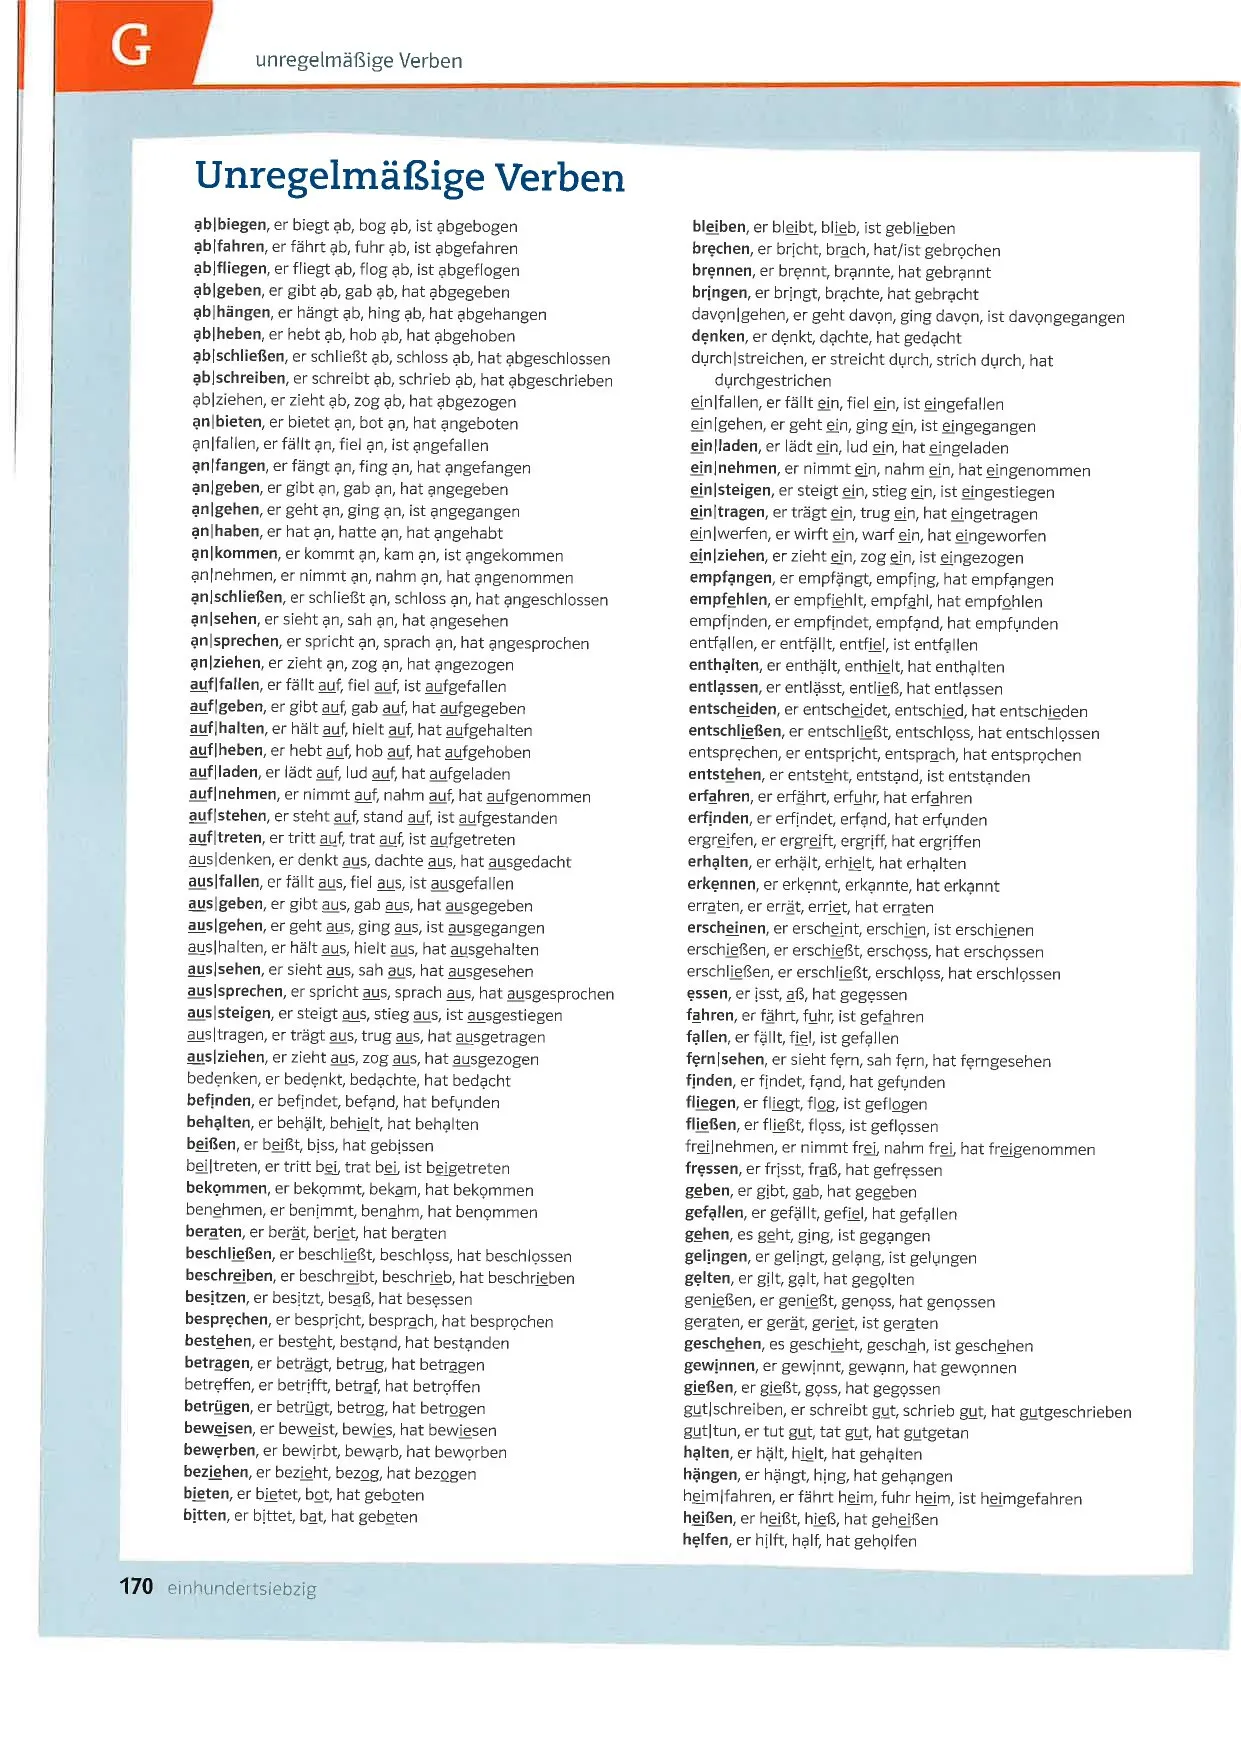 G
unregelmäßige Verben
Unregelmäßige Verben
ab|biegen, er biegt ab, bog ab, ist abgebogen
ab|fahren, er fährt ab, fuhr ab, ist abgefahren
ab|fliegen, er fliegt ab, flog ab, ist abgeflogen
ab|geben, er gibt ab, gab ab, hat abgegeben
ab|hängen, er hängt ab, hing ab, hat abgehangen
ab|heben, er hebt ab, hob ab, hat abgehoben
ab|schließen, er schließt ab, schloss ab, hat abgeschlossen
ab|schreiben, er schreibt ab, schrieb ab, hat abgeschrieben
ab|ziehen, er zieht ab, zog ab, hat abgezogen
an|bieten, er bietet an, bot an, hat angeboten
an|fallen, er fällt an, fiel an, ist angefallen
an|fangen, er fängt an, fing an, hat angefangen
an|geben, er gibt an, gab an, hat angegeben
an|gehen, er geht an, ging an, ist angegangen
an|haben, er hat an, hatte an, hat angehabt
an|kommen, er kommt an, kam an, ist angekommen
an|nehmen, er nimmt an, nahm an, hat angenommen
an|schließen, er schließt an, schloss an, hat angeschlossen
an|sehen, er sieht an, sah an, hat angesehen
an|sprechen, er spricht an, sprach an, hat angesprochen
an|ziehen, er zieht an, zog an, hat angezogen
auf|fallen, er fällt auf, fiel auf, ist aufgefallen
auf|geben, er gibt auf, gab auf, hat aufgegeben
auf|halten, er hält auf, hielt auf, hat aufgehalten
auf|heben, er hebt auf, hob auf, hat aufgehoben
auf|laden, er lädt auf, lud auf, hat aufgeladen
auf|nehmen, er nimmt auf, nahm auf, hat aufgenommen
auf|stehen, er steht auf, stand auf, ist aufgestanden
auf|treten, er tritt auf, trat auf, ist aufgetreten
aus|denken, er denkt aus, dachte aus, hat ausgedacht
aus|fallen, er fällt aus, fiel aus, ist ausgefallen
aus|geben, er gibt aus, gab aus, hat ausgegeben
aus|gehen, er geht aus, ging aus, ist ausgegangen
aus|halten, er hält aus, hielt aus, hat ausgehalten
aus|sehen, er sieht aus, sah aus, hat ausgesehen
aus|sprechen, er spricht aus, sprach aus, hat ausgesprochen
aus|steigen, er steigt aus, stieg aus, ist ausgestiegen
aus|tragen, er trägt aus, trug aus, hat ausgetragen
aus|ziehen, er zieht aus, zog aus, hat ausgezogen
bedenken, er bedenkt, bedachte, hat bedacht
befinden, er befindet, befand, hat befunden
behalten, er behält, behielt, hat behalten
beißen, er beißt, biss, hat gebissen
bei|treten, er tritt bei, trat bei, ist beigetreten
bekommen, er bekommt, bekam, hat bekommen
benehmen, er benimmt, benahm, hat benommen
beraten, er berät, beriet, hat beraten
beschließen, er beschließt, beschloss, hat beschlossen
beschreiben, er beschreibt, beschrieb, hat beschrieben
besitzen, er besitzt, besaß, hat besessen
besprechen, er bespricht, besprach, hat besprochen
bestehen, er besteht, bestand, hat bestanden
betragen, er beträgt, betrug, hat betragen
betreffen, er betrifft, betraf, hat betroffen
betrügen, er betrügt, betrog, hat betrogen
beweisen, er beweist, bewies, hat bewiesen
bewerben, er bewirbt, bewarb, hat beworben
beziehen, er bezieht, bezog, hat bezogen
bieten, er bietet, bot, hat geboten
bitten, er bittet, bat, hat gebeten
bleiben, er bleibt, blieb, ist geblieben
brechen, er bricht, brach, hat/ist gebrochen
brennen, er brennt, brannte, hat gebrannt
bringen, er bringt, brachte, hat gebracht
davon|gehen, er geht davon, ging davon, ist davongegangen
denken, er denkt, dachte, hat gedacht
durch|streichen, er streicht durch, strich durch, hat
durchgestrichen
ein|fallen, er fällt ein, fiel ein, ist eingefallen
ein|gehen, er geht ein, ging ein, ist eingegangen
ein|laden, er lädt ein, lud ein, hat eingeladen
ein|nehmen, er nimmt ein, nahm ein, hat eingenommen
ein|steigen, er steigt ein, stieg ein, ist eingestiegen
ein|tragen, er trägt ein, trug ein, hat eingetragen
ein|werfen, er wirft ein, warf ein, hat eingeworfen
ein|ziehen, er zieht ein, zog ein, ist eingezogen
empfangen, er empfängt, empfing, hat empfangen
empfehlen, er empfiehlt, empfahl, hat empfohlen
empfinden, er empfindet, empfand, hat empfunden
entfallen, er entfällt, entfiel, ist entfallen
enthalten, er enthält, enthielt, hat enthalten
entlassen, er entlässt, entließ, hat entlassen
entscheiden, er entscheidet, entschied, hat entschieden
entschließen, er entschließt, entschloss, hat entschlossen
entsprechen, er entspricht, entsprach, hat entsprochen
entstehen, er entsteht, entstand, ist entstanden
erfahren, er erfährt, erfuhr, hat erfahren
erfinden, er erfindet, erfand, hat erfunden
ergreifen, er ergreift, ergriff, hat ergriffen
erhalten, er erhält, erhielt, hat erhalten
erkennen, er erkennt, erkannte, hat erkannt
erraten, er errät, erriet, hat erraten
erscheinen, er erscheint, erschien, ist erschienen
erschießen, er erschießt, erschoss, hat erschossen
erschließen, er erschließt, erschloss, hat erschlossen
essen, er isst, aß, hat gegessen
fahren, er fährt, fuhr, ist gefahren
fallen, er fällt, fiel, ist gefallen
fern|sehen, er sieht fern, sah fern, hat ferngesehen
finden, er findet, fand, hat gefunden
fliegen, er fliegt, flog, ist geflogen
fließen, er fließt, floss, ist geflossen
frei|nehmen, er nimmt frei, nahm frei, hat freigenommen
fressen, er frisst, fraß, hat gefressen
geben, er gibt, gab, hat gegeben
gefallen, er gefällt, gefiel, hat gefallen
gehen, es geht, ging, ist gegangen
gelingen, er gelingt, gelang, ist gelungen
gelten, er gilt, galt, hat gegolten
genießen, er genießt, genoss, hat genossen
geraten, er gerät, geriet, ist geraten
geschehen, es geschieht, geschah, ist geschehen
gewinnen, er gewinnt, gewann, hat gewonnen
gießen, er gießt, goss, hat gegossen
gut|schreiben, er schreibt gut, schrieb gut, hat gutgeschrieben
gut|tun, er tut gut, tat gut, hat gutgetan
halten, er hält, hielt, hat gehalten
hängen, er hängt, hing, hat gehangen
heim|fahren, er fährt heim, fuhr heim, ist heimgefahren
heißen, er heißt, hieß, hat geheißen
helfen, er hilft, half, hat geholfen
170 einhundertsiebzig